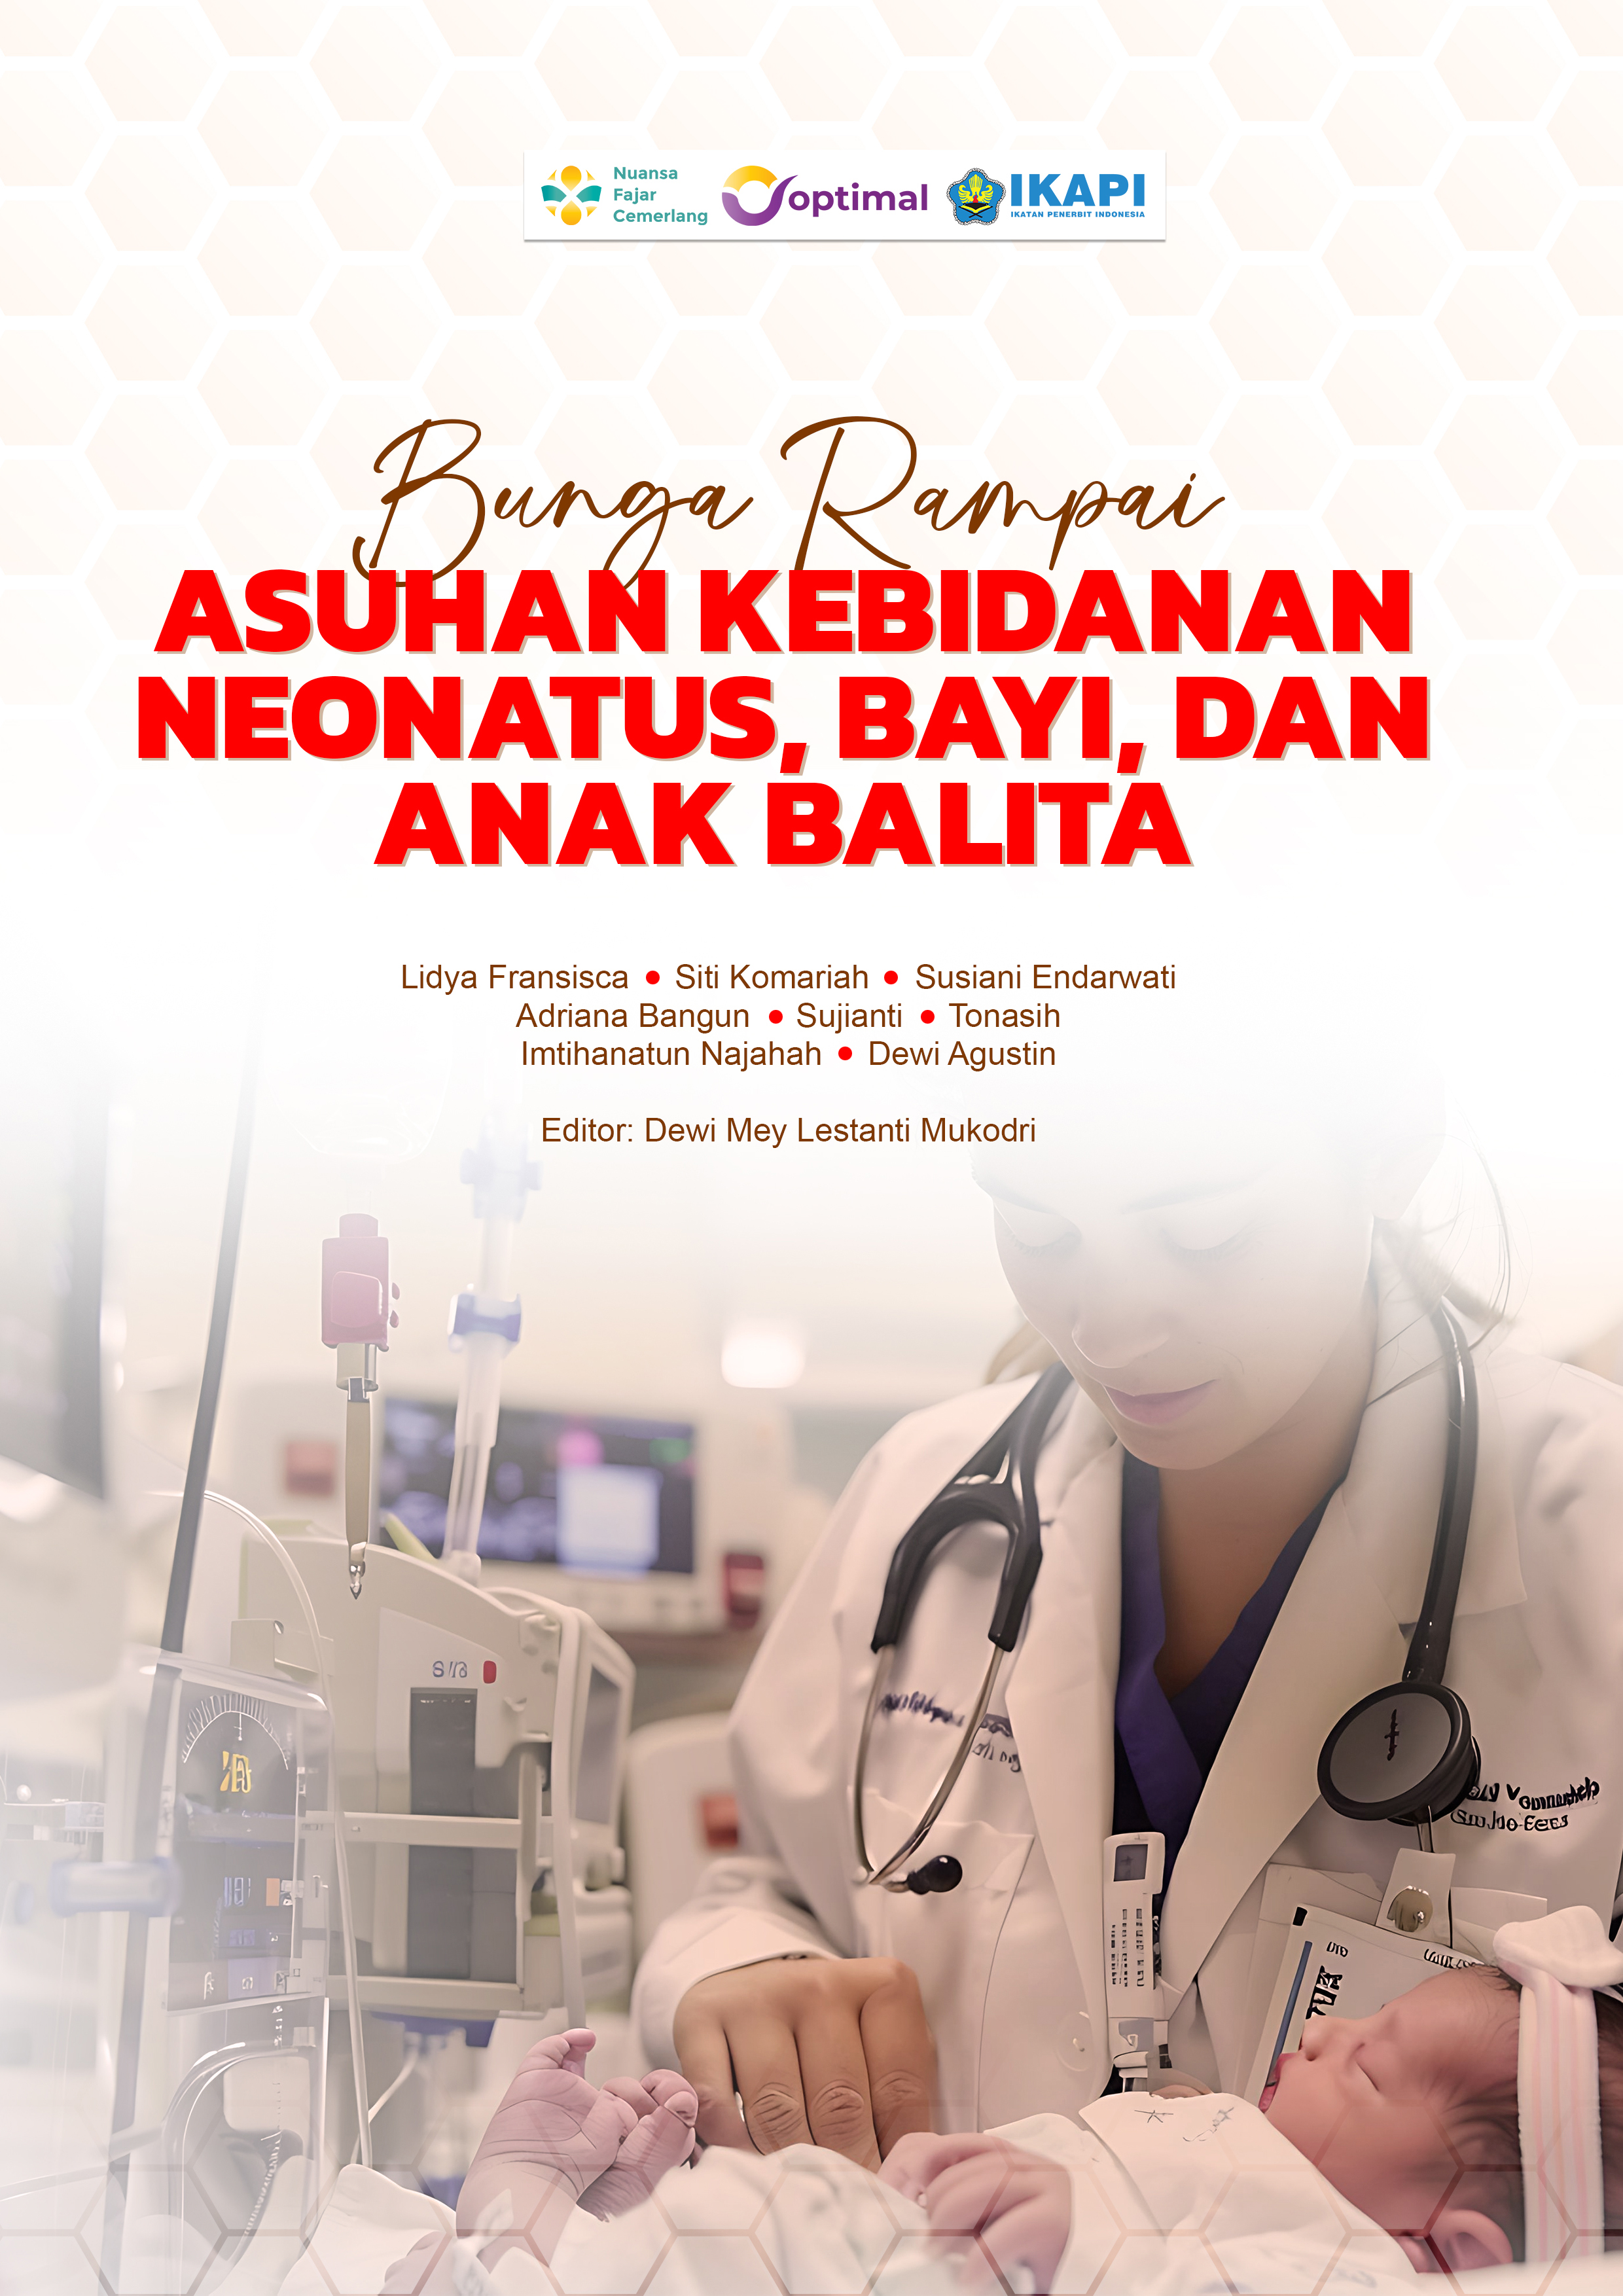 Nuansa
Fajar
Cemerlang
optimal
IKAPI
IKATAN PENERBIT INDONESIA
Bunga Rampai
ASUHAN KEBIDANAN
NEONATUS, BAYI, DAN
ANAK BALITA
Lidya Fransisca • Siti Komariah • Susiani Endarwati
Adriana Bangun • Sujianti • Tonasih
Imtihanatun Najahah • Dewi Agustin
Editor: Dewi Mey Lestanti Mukodri